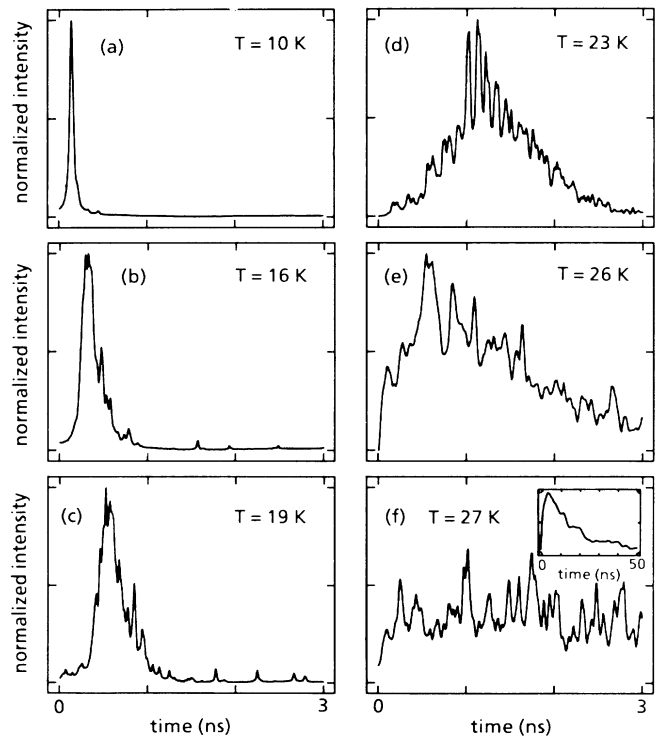 normalized intensity
(a) T = 10 K
(d) T = 23 K
normalized intensity
(b) T = 16 K
(e) T = 26 K
normalized intensity
(c) T = 19 K
0 3
time (ns)
(f) T = 27 K
0 50
time (ns)
0 3
time (ns)